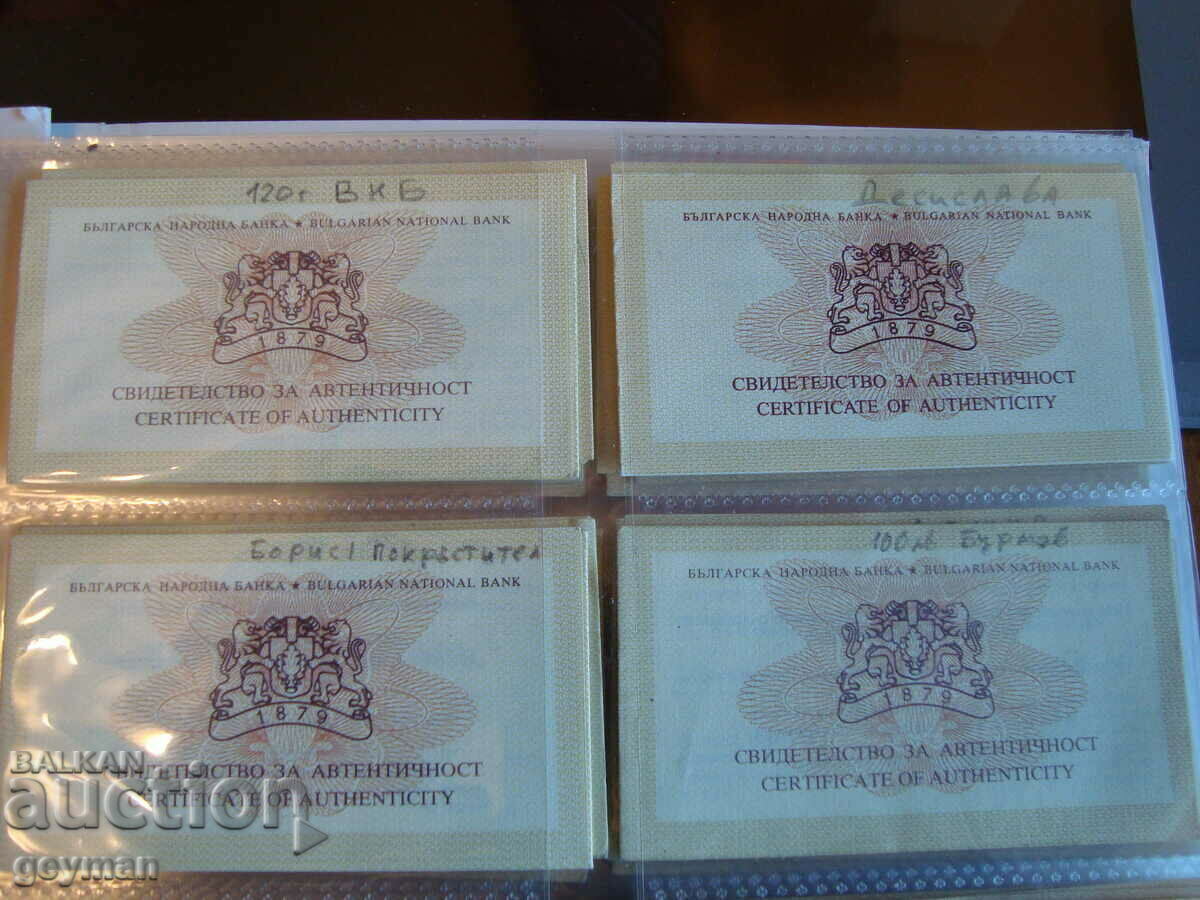 120г ВНБ
БЪЛГАРСКА НАРОДНА БАНКА ★ BULGARIAN NATIONAL BANK
1879
СВИДЕТЕЛСТВО ЗА АВТЕНТИЧНОСТ
CERTIFICATE OF AUTHENTICITY
Десислава
БЪЛГАРСКА НАРОДНА БАНКА ★ BULGARIAN NATIONAL BANK
1879
СВИДЕТЕЛСТВО ЗА АВТЕНТИЧНОСТ
CERTIFICATE OF AUTHENTICITY
Борис I Покръстител
БЪЛГАРСКА НАРОДНА БАНКА ★ BULGARIAN NATIONAL BANK
1879
СВИДЕТЕЛСТВО ЗА АВТЕНТИЧНОСТ
CERTIFICATE OF AUTHENTICITY
100лв Бурмов
БЪЛГАРСКА НАРОДНА БАНКА ★ BULGARIAN NATIONAL BANK
1879
СВИДЕТЕЛСТВО ЗА АВТЕНТИЧНОСТ
CERTIFICATE OF AUTHENTICITY
BALKAN
auction
geyman